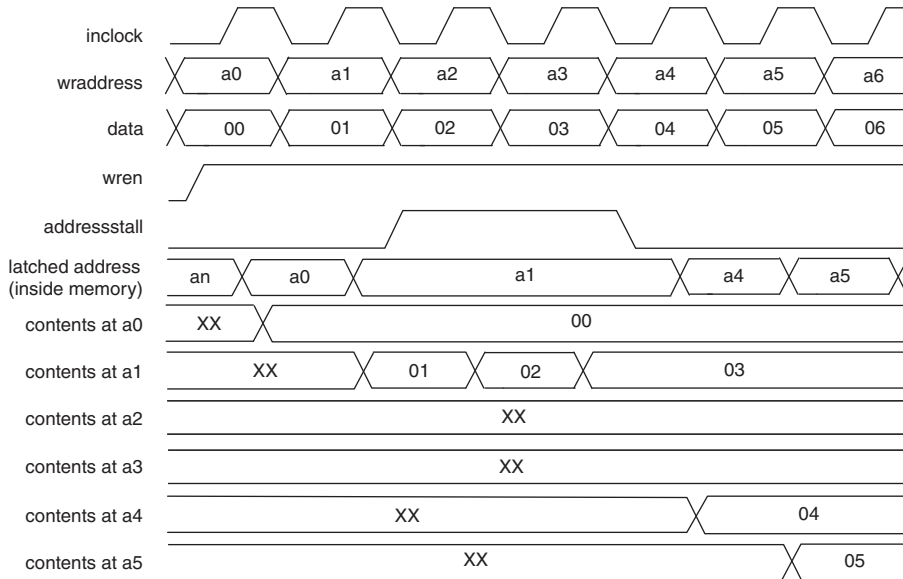 inclock
wraddress a0 a1 a2 a3 a4 a5 a6
data 00 01 02 03 04 05 06
wren
addressstall
latched address
(inside memory) an a0 a1 a4 a5
contents at a0 XX 00
contents at a1 XX 01 02 03
contents at a2 XX
contents at a3 XX
contents at a4 XX 04
contents at a5 XX 05